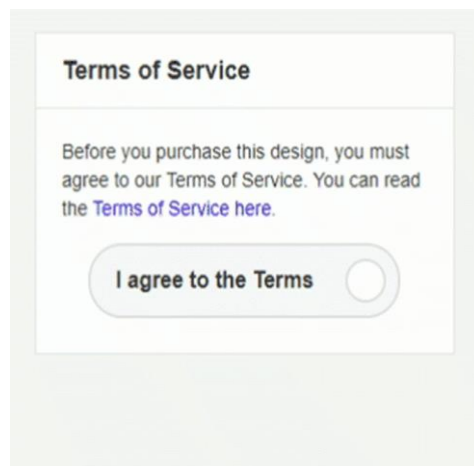 Terms of Service
Before you purchase this design, you must
agree to our Terms of Service. You can read
the Terms of Service here.
I agree to the Terms